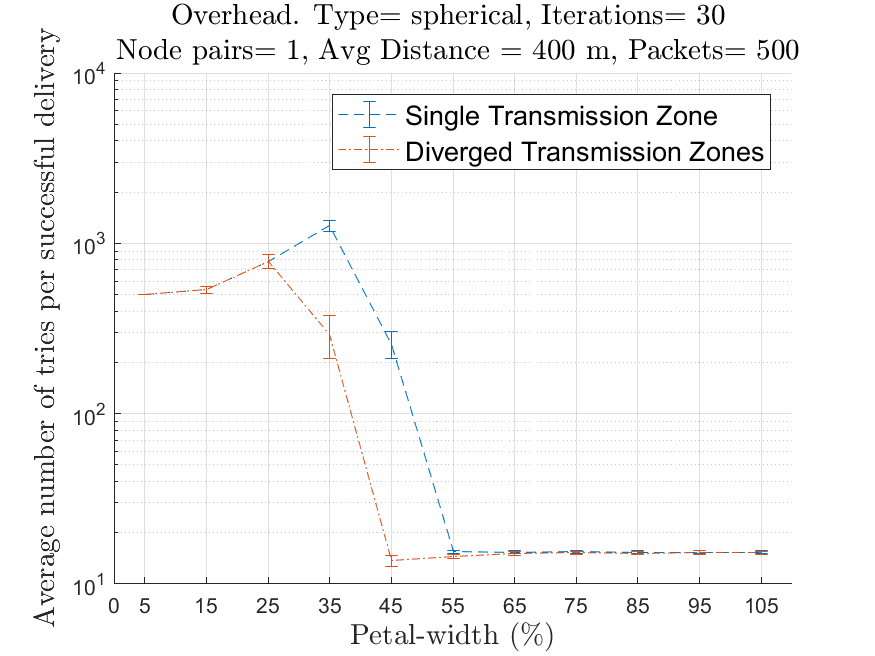 Overhead. Type= spherical, Iterations= 30
Node pairs= 1, Avg Distance = 400 m, Packets= 500
Average number of tries per successful delivery
10^4
10^3
10^2
10^1
Single Transmission Zone
Diverged Transmission Zones
0 5 15 25 35 45 55 65 75 85 95 105
Petal-width (%)